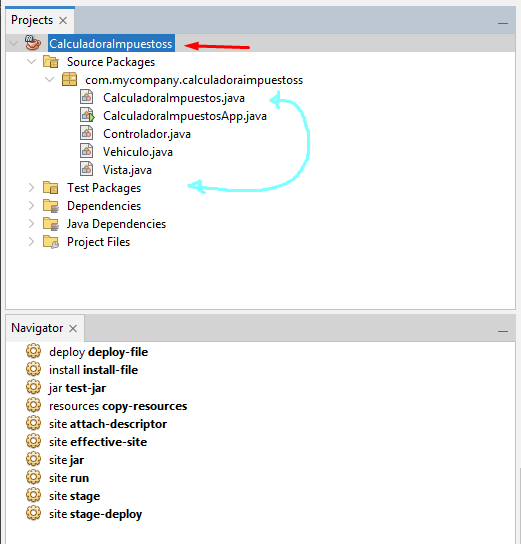 Projects
CalculadoraImpuestoss
Source Packages
com.mycompany.calculadoraimpuestoss
CalculadoraImpuestos.java
CalculadoraImpuestosApp.java
Controlador.java
Vehiculo.java
Vista.java
Test Packages
Dependencies
Java Dependencies
Project Files
Navigator
deploy deploy-file
install install-file
jar test-jar
resources copy-resources
site attach-descriptor
site effective-site
site jar
site run
site stage
site stage-deploy